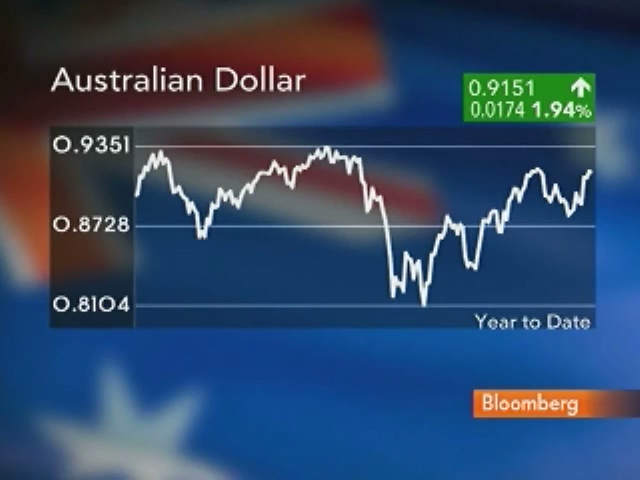 Australian Dollar
0.9151
0.0174 1.94%
0.9351
0.8728
0.8104
Year to Date
Bloomberg